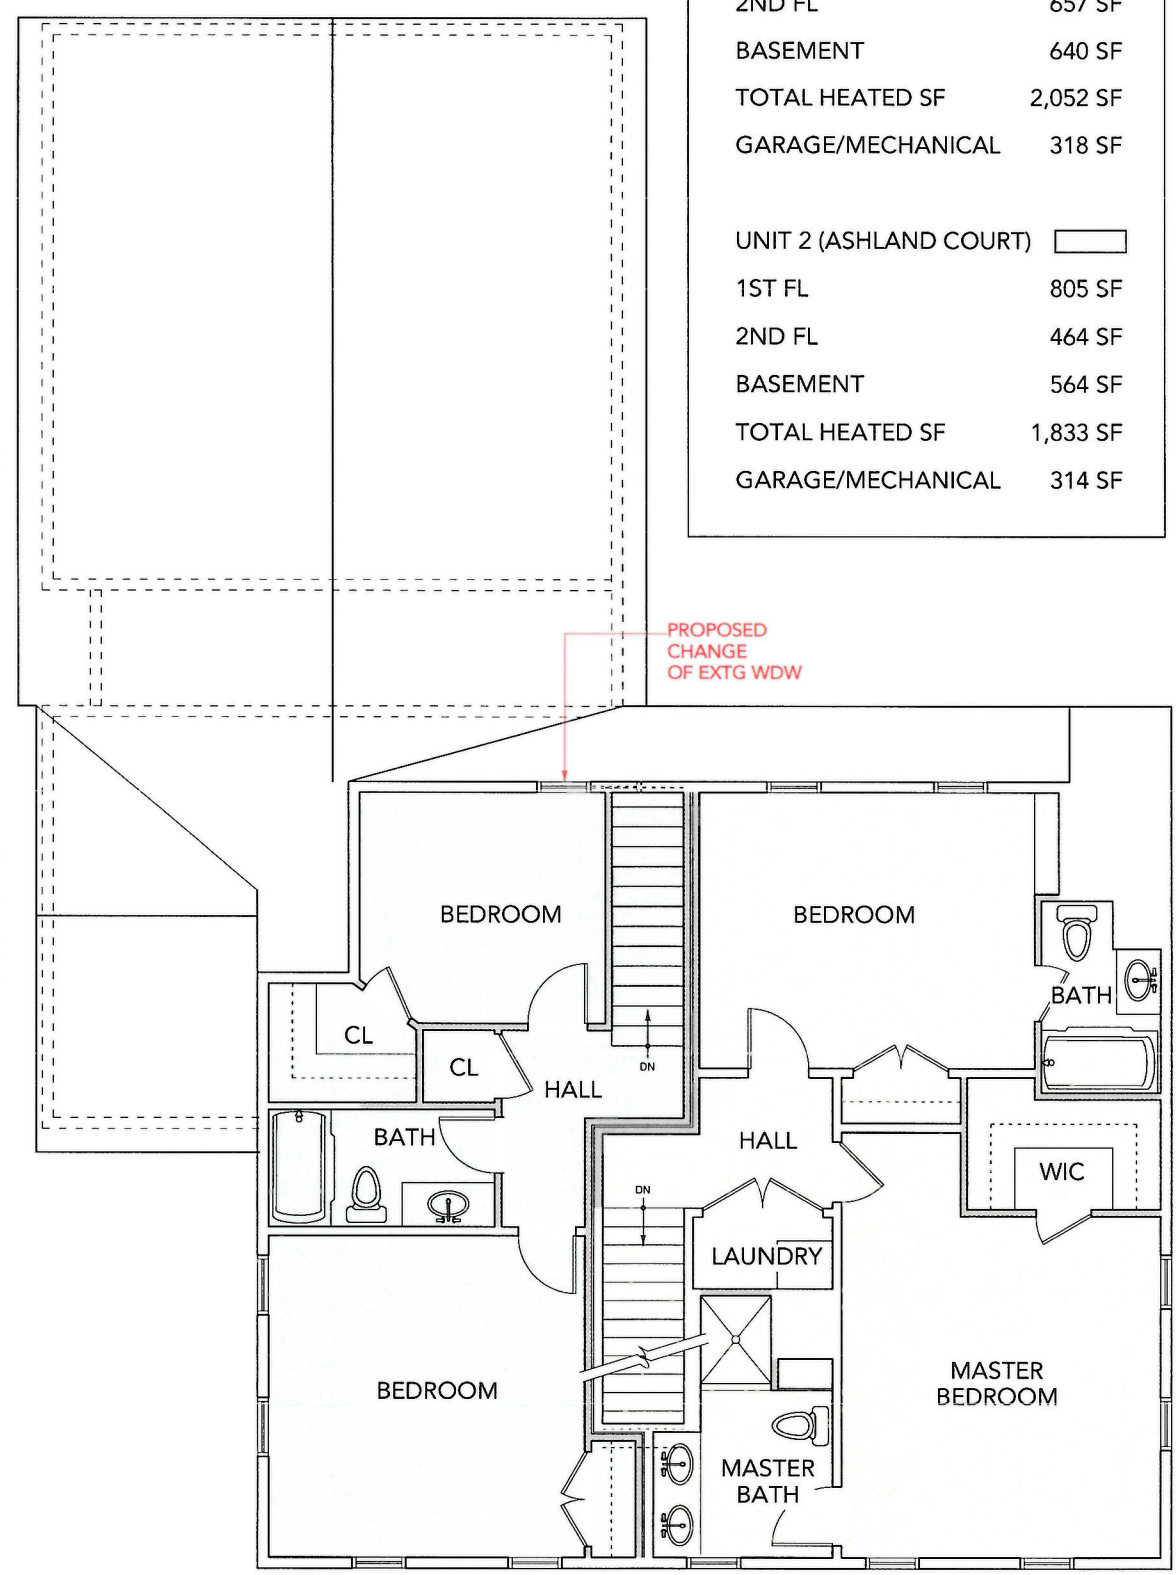 2ND FL 657 SF
BASEMENT 640 SF
TOTAL HEATED SF 2,052 SF
GARAGE/MECHANICAL 318 SF
UNIT 2 (ASHLAND COURT)
1ST FL 805 SF
2ND FL 464 SF
BASEMENT 564 SF
TOTAL HEATED SF 1,833 SF
GARAGE/MECHANICAL 314 SF
PROPOSED
CHANGE
OF EXTG WDW
BEDROOM
BEDROOM
BATH
CL
CL
DN
HALL
BATH
HALL
WIC
DN
LAUNDRY
BEDROOM
MASTER
BEDROOM
MASTER
BATH